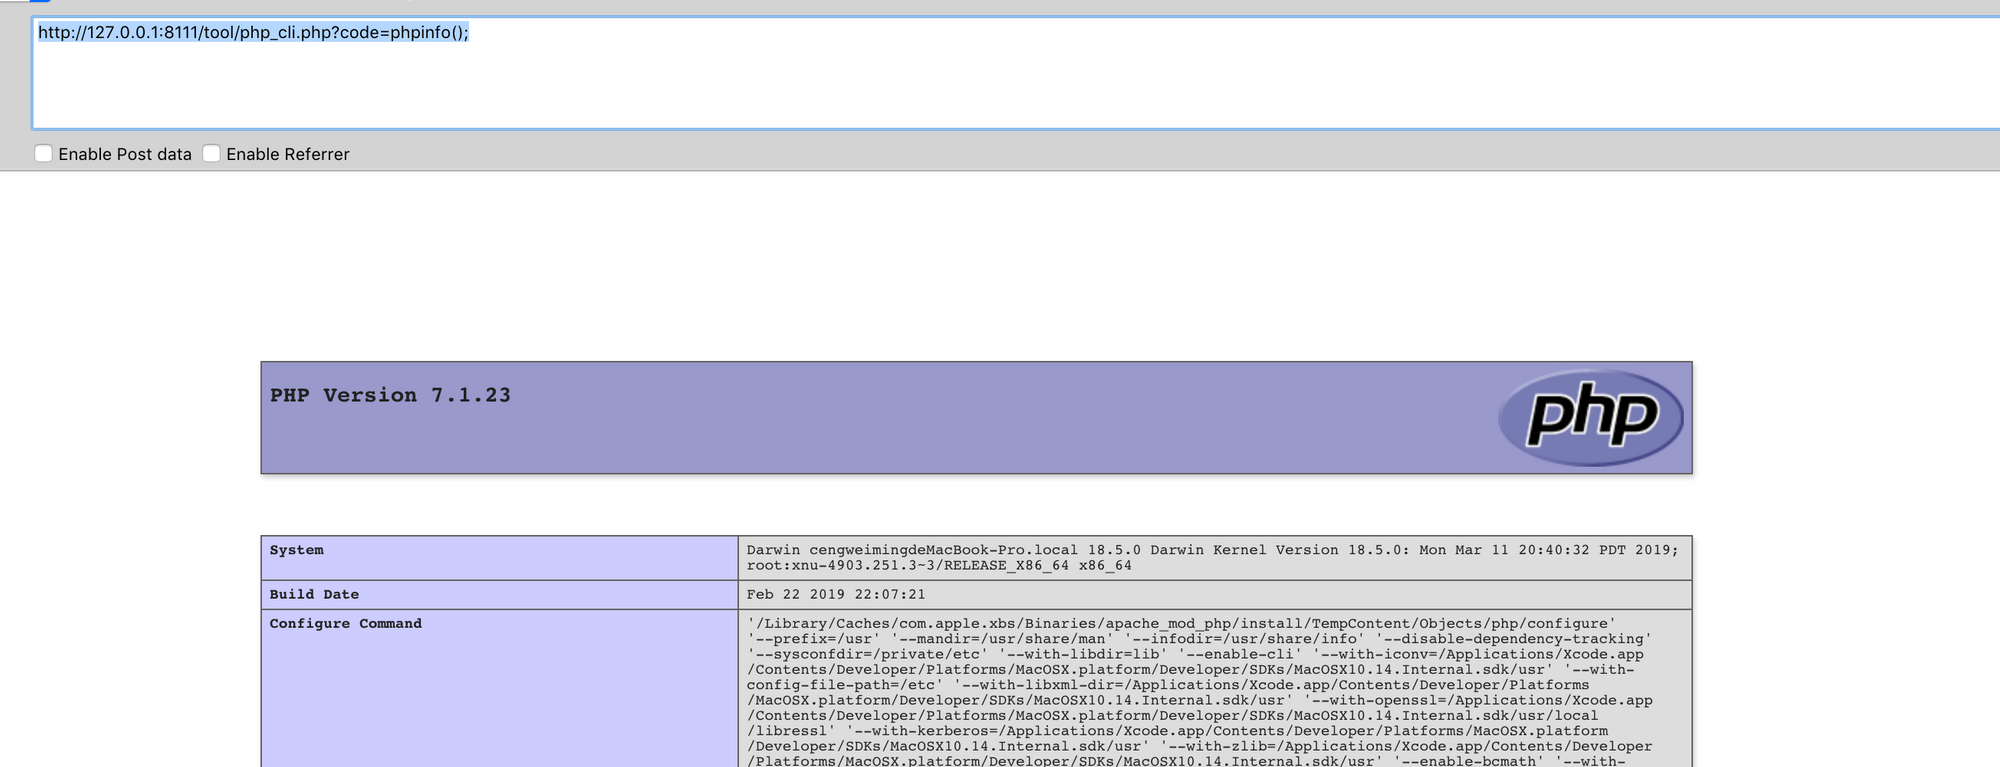 http://127.0.0.1:8111/tool/php_cli.php?code=phpinfo();
Enable Post data Enable Referrer
PHP Version 7.1.23
php
System
Darwin cengweimingdeMacBook-Pro.local 18.5.0 Darwin Kernel Version 18.5.0: Mon Mar 11 20:40:32 PDT 2019;
root:xnu-4903.251.3~3/RELEASE_X86_64 x86_64
Build Date
Feb 22 2019 22:07:21
Configure Command
'/Library/Caches/com.apple.xbs/Binaries/apache_mod_php/install/TempContent/Objects/php/configure'
'--prefix=/usr' '--mandir=/usr/share/man' '--infodir=/usr/share/info' '--disable-dependency-tracking'
'--sysconfdir=/private/etc' '--with-libdir=lib' '--enable-cli' '--with-iconv=/Applications/Xcode.app
/Contents/Developer/Platforms/MacOSX.platform/Developer/SDKs/MacOSX10.14.Internal.sdk/usr' '--with-
config-file-path=/etc' '--with-libxml-dir=/Applications/Xcode.app/Contents/Developer/Platforms
/MacOSX.platform/Developer/SDKs/MacOSX10.14.Internal.sdk/usr' '--with-openssl=/Applications/Xcode.app
/Contents/Developer/Platforms/MacOSX.platform/Developer/SDKs/MacOSX10.14.Internal.sdk/usr/local
/libressl' '--with-kerberos=/Applications/Xcode.app/Contents/Developer/Platforms/MacOSX.platform
/Developer/SDKs/MacOSX10.14.Internal.sdk/usr' '--with-zlib=/Applications/Xcode.app/Contents/Developer
/Platforms/MacOSX.platform/Developer/SDKs/MacOSX10.14.Internal.sdk/usr' '--enable-bcmath' '--with-